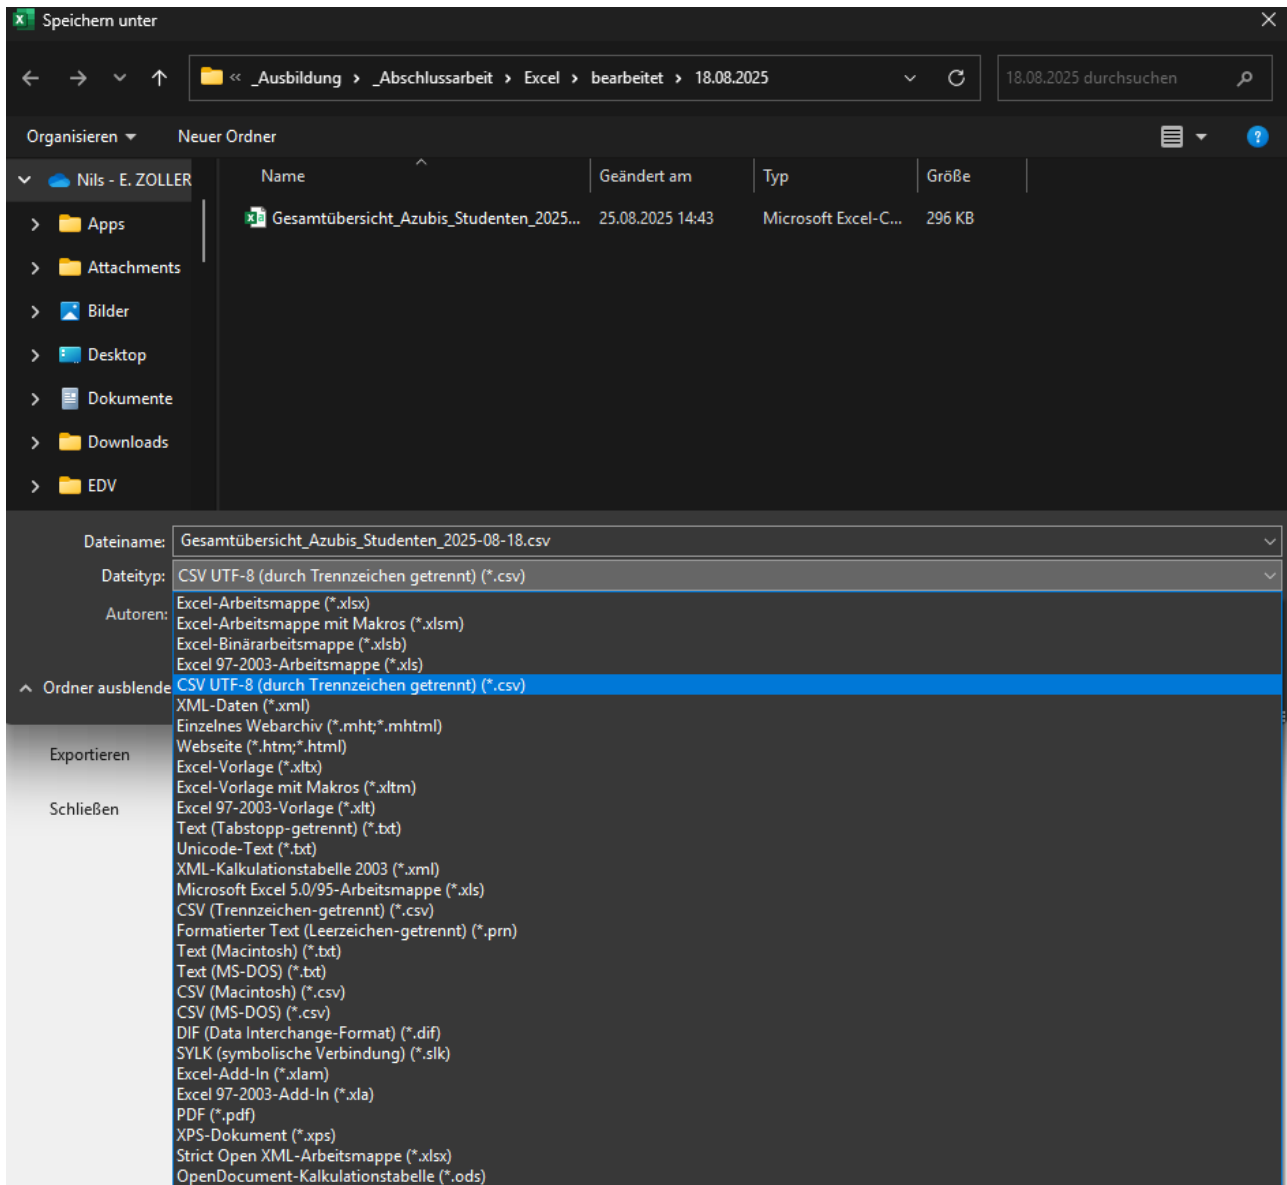 Speichern unter
« _Ausbildung > _Abschlussarbeit > Excel > bearbeitet > 18.08.2025
18.08.2025 durchsuchen
Organisieren
Neuer Ordner
Nils - E. ZOLLER
Apps
Attachments
Bilder
Desktop
Dokumente
Downloads
EDV
Name Geändert am Typ Größe
Gesamtübersicht_Azubis_Studenten_2025... 25.08.2025 14:43 Microsoft Excel-C... 296 KB
Dateiname: Gesamtübersicht_Azubis_Studenten_2025-08-18.csv
Dateityp: CSV UTF-8 (durch Trennzeichen getrennt) (*.csv)
Autoren:
Ordner ausblende
Excel-Arbeitsmappe (*.xlsx)
Excel-Arbeitsmappe mit Makros (*.xlsm)
Excel-Binärarbeitsmappe (*.xlsb)
Excel 97-2003-Arbeitsmappe (*.xls)
CSV UTF-8 (durch Trennzeichen getrennt) (*.csv)
XML-Daten (*.xml)
Einzelnes Webarchiv (*.mht;*.mhtml)
Webseite (*.htm;*.html)
Excel-Vorlage (*.xltx)
Excel-Vorlage mit Makros (*.xltm)
Excel 97-2003-Vorlage (*.xlt)
Text (Tabstopp-getrennt) (*.txt)
Unicode-Text (*.txt)
XML-Kalkulationstabelle 2003 (*.xml)
Microsoft Excel 5.0/95-Arbeitsmappe (*.xls)
CSV (Trennzeichen-getrennt) (*.csv)
Formatierter Text (Leerzeichen-getrennt) (*.prn)
Text (Macintosh) (*.txt)
Text (MS-DOS) (*.txt)
CSV (Macintosh) (*.csv)
CSV (MS-DOS) (*.csv)
DIF (Data Interchange-Format) (*.dif)
SYLK (symbolische Verbindung) (*.slk)
Excel-Add-In (*.xlam)
Excel 97-2003-Add-In (*.xla)
PDF (*.pdf)
XPS-Dokument (*.xps)
Strict Open XML-Arbeitsmappe (*.xlsx)
OpenDocument-Kalkulationstabelle (*.ods)
Exportieren
Schließen